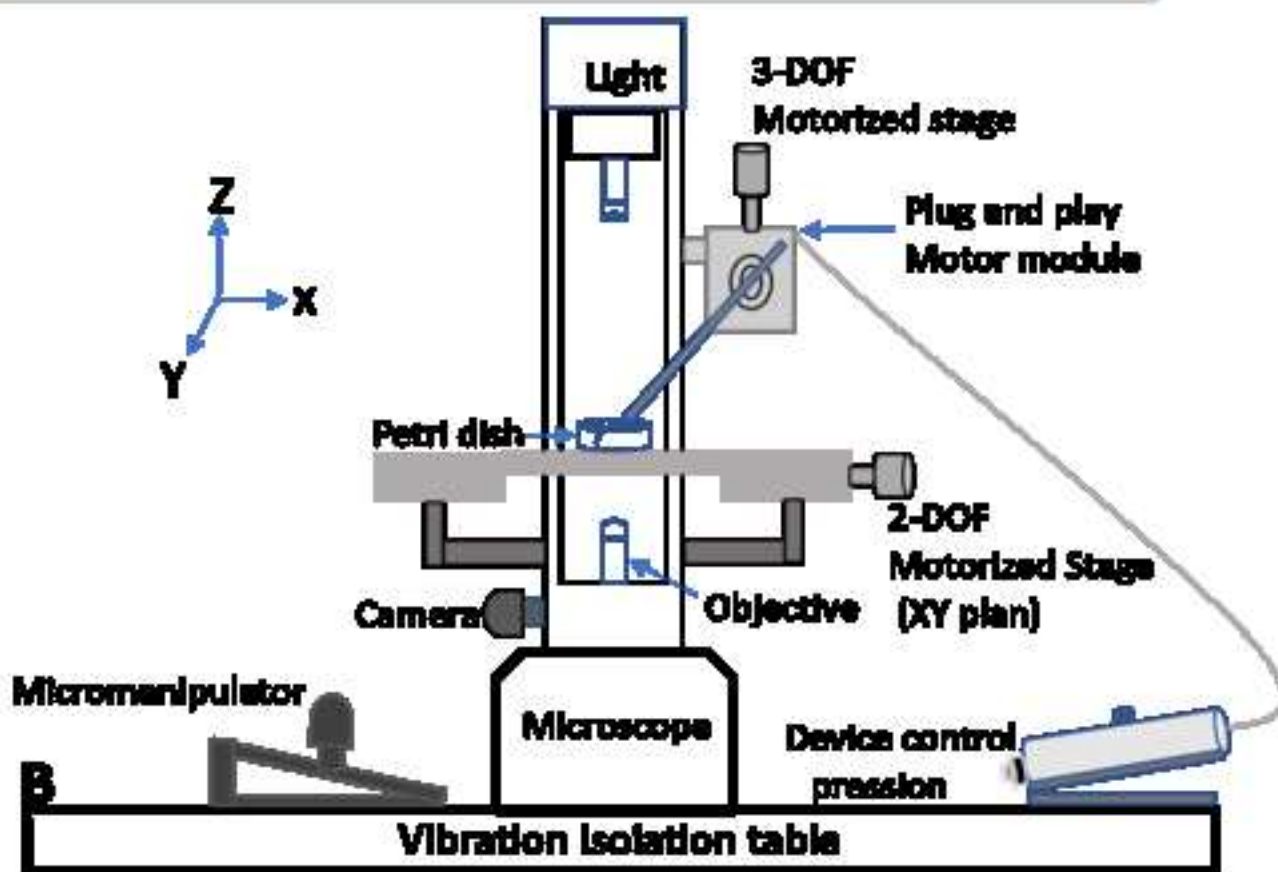 Light
3-DOF
Motorized stage
Z
X
Y
Plug and play
Motor module
Petri dish
2-DOF
Motorized Stage
(XY plan)
Camera
Objective
Micromanipulator
Microscope
Device control
pression
B
Vibration isolation table